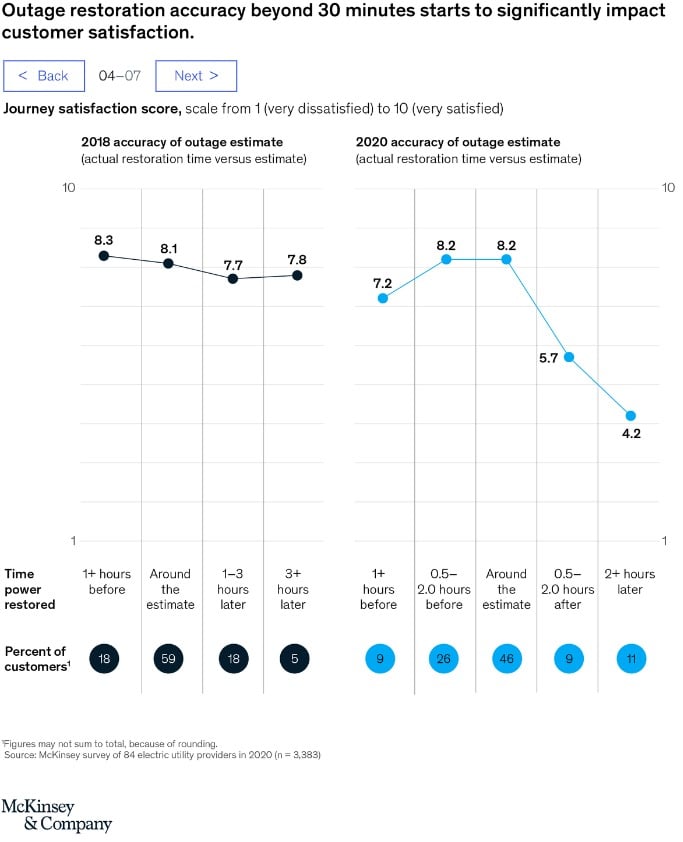 Outage restoration accuracy beyond 30 minutes starts to significantly impact
customer satisfaction.
< Back
04–07
Next >
Journey satisfaction score, scale from 1 (very dissatisfied) to 10 (very satisfied)
2018 accuracy of outage estimate
(actual restoration time versus estimate)
2020 accuracy of outage estimate
(actual restoration time versus estimate)
10
10
8.3
8.1
7.7
7.8
7.2
8.2
8.2
5.7
4.2
1
1
Time
power
restored
1+ hours
before
Around
the
estimate
1–3
hours
later
3+
hours
later
1+
hours
before
0.5–
2.0 hours
before
Around
the
estimate
0.5–
2.0 hours
after
2+ hours
later
Percent of
customers¹
18
59
18
5
9
26
46
9
11
¹Figures may not sum to total, because of rounding.
Source: McKinsey survey of 84 electric utility providers in 2020 (n = 3,383)
McKinsey
& Company